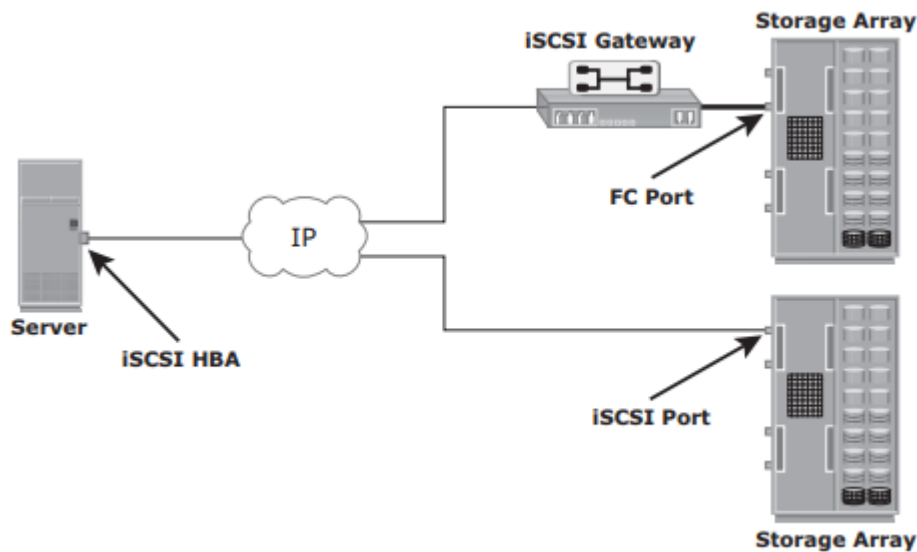 Storage Array
iSCSI Gateway
FC Port
IP
Server
iSCSI HBA
iSCSI Port
Storage Array